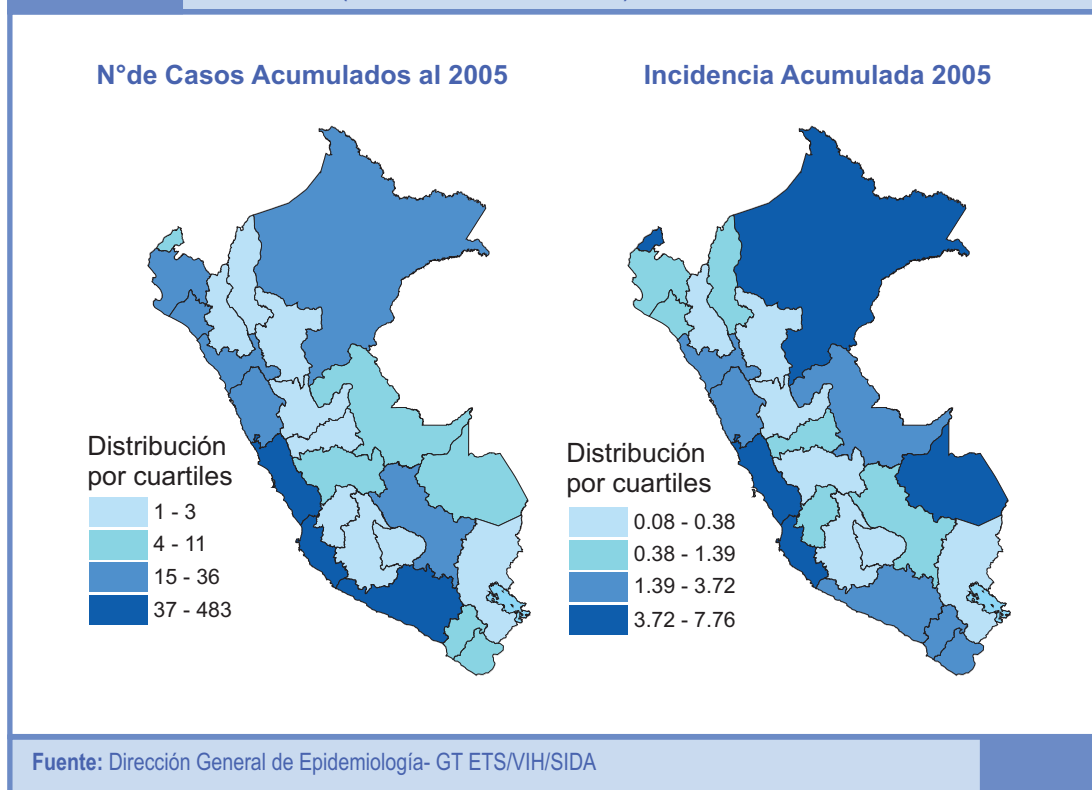 N°de Casos Acumulados al 2005
Incidencia Acumulada 2005
Distribución
por cuartiles
1 - 3
4 - 11
15 - 36
37 - 483
Distribución
por cuartiles
0.08 - 0.38
0.38 - 1.39
1.39 - 3.72
3.72 - 7.76
Fuente: Dirección General de Epidemiología- GT ETS/VIH/SIDA